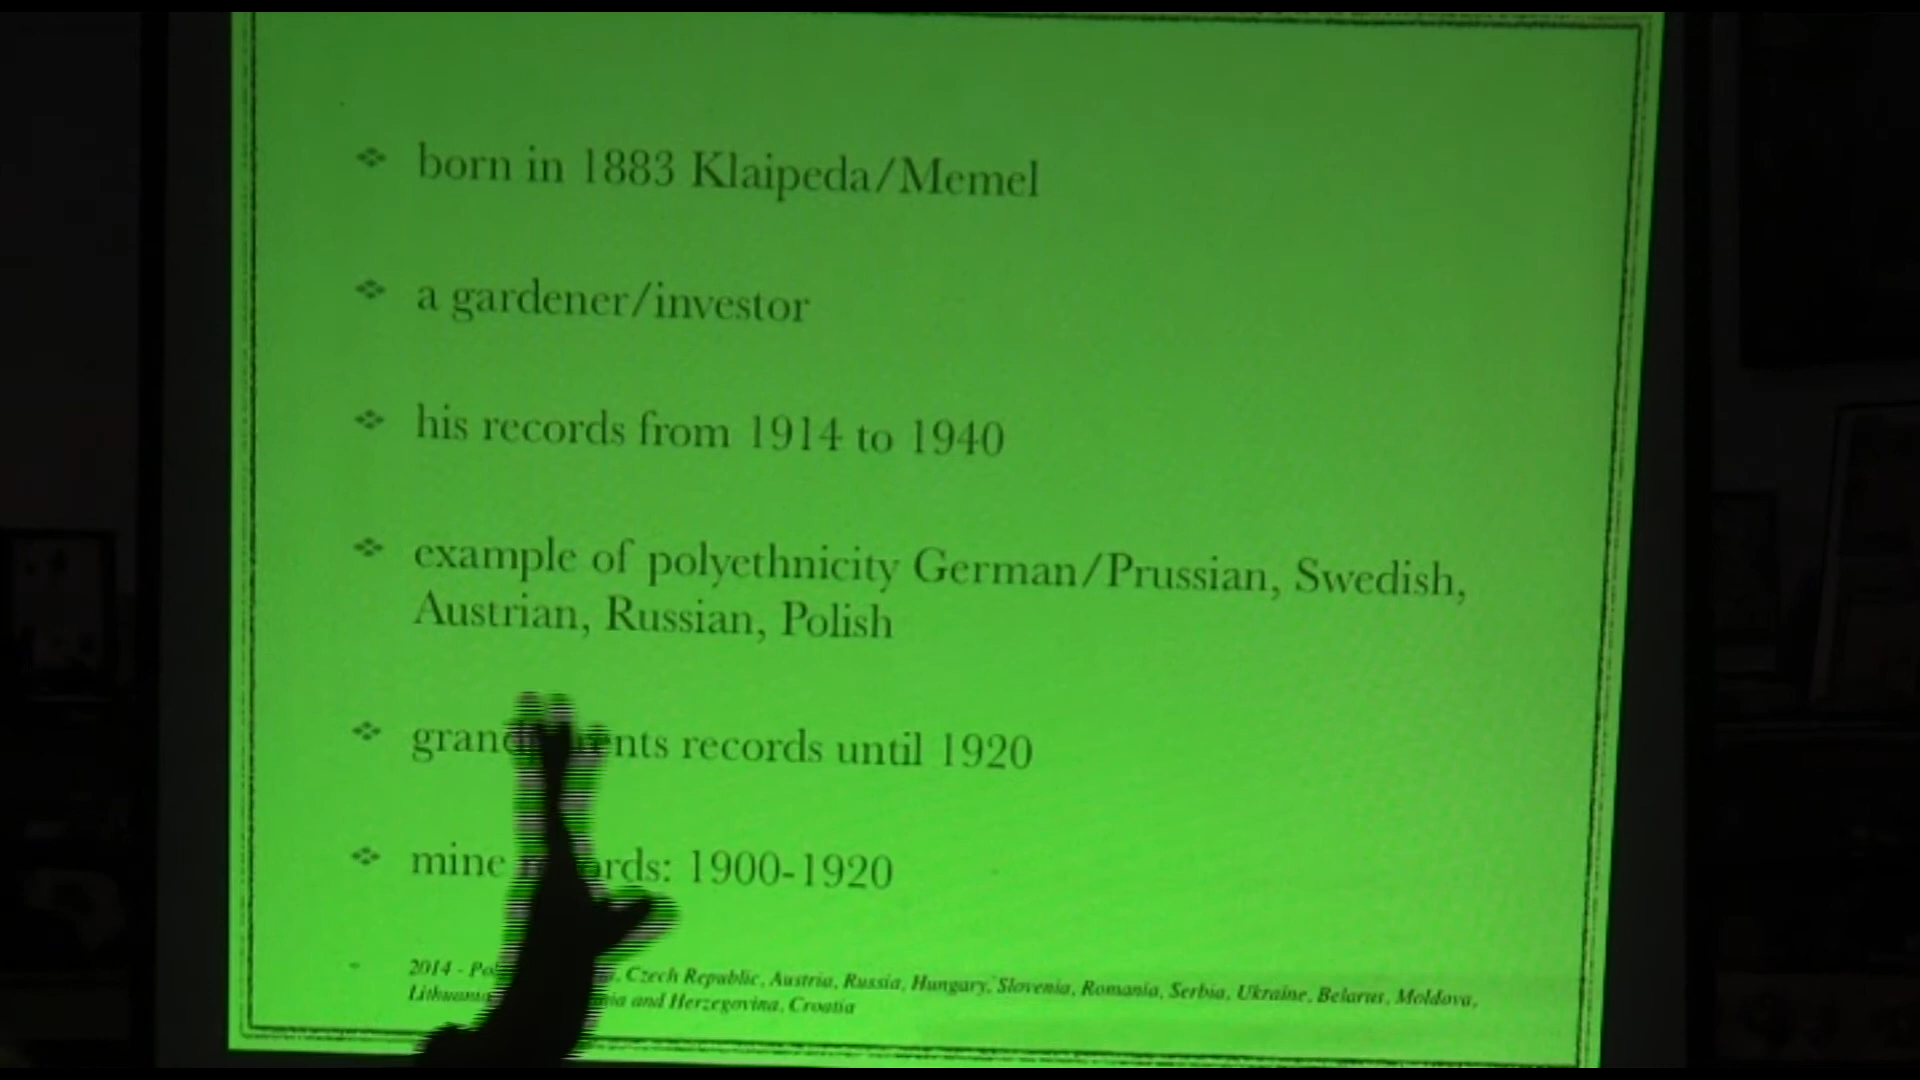 born in 1883 Klaipeda/Memel
a gardener/investor
his records from 1914 to 1940
example of polyethnicity German/Prussian, Swedish,
Austrian, Russian, Polish
records until 1920
mine 1900-1920
2014 - Czech Republic, Austria, Russia, Hungary, Slovenia, Romania, Serbia, Ukraine, Belarus, Moldova,
Lithuania and Herzegovina, Croatia